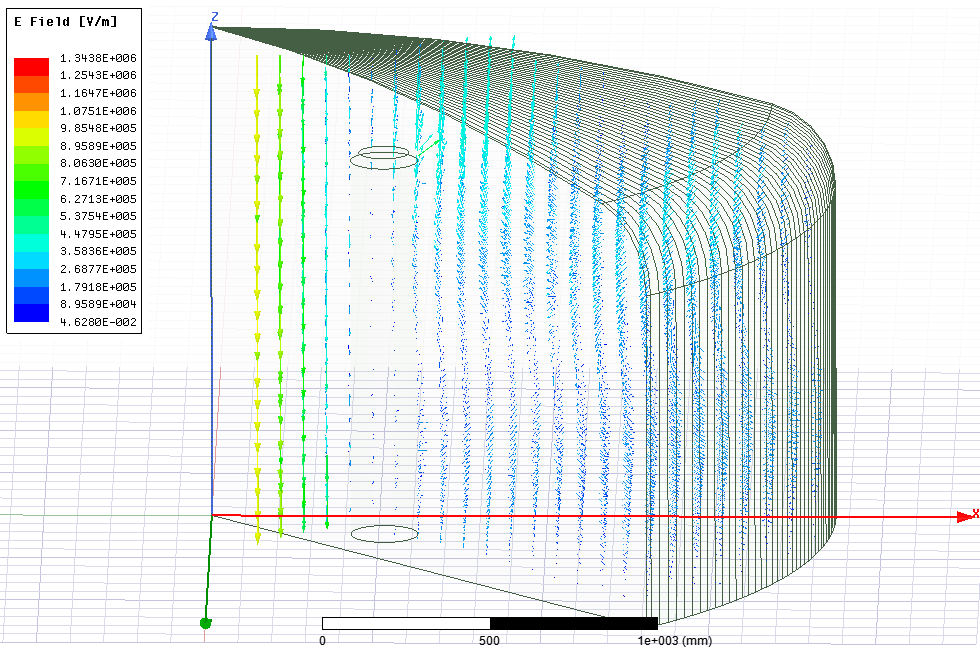 E Field [V/m]
1.3438E+006
1.2543E+006
1.1647E+006
1.0751E+006
9.8548E+005
8.9589E+005
8.0630E+005
7.1671E+005
6.2713E+005
5.3754E+005
4.4795E+005
3.5836E+005
2.6877E+005
1.7918E+005
8.9589E+004
4.6280E-002
Z
X
0 500 1e+003 (mm)